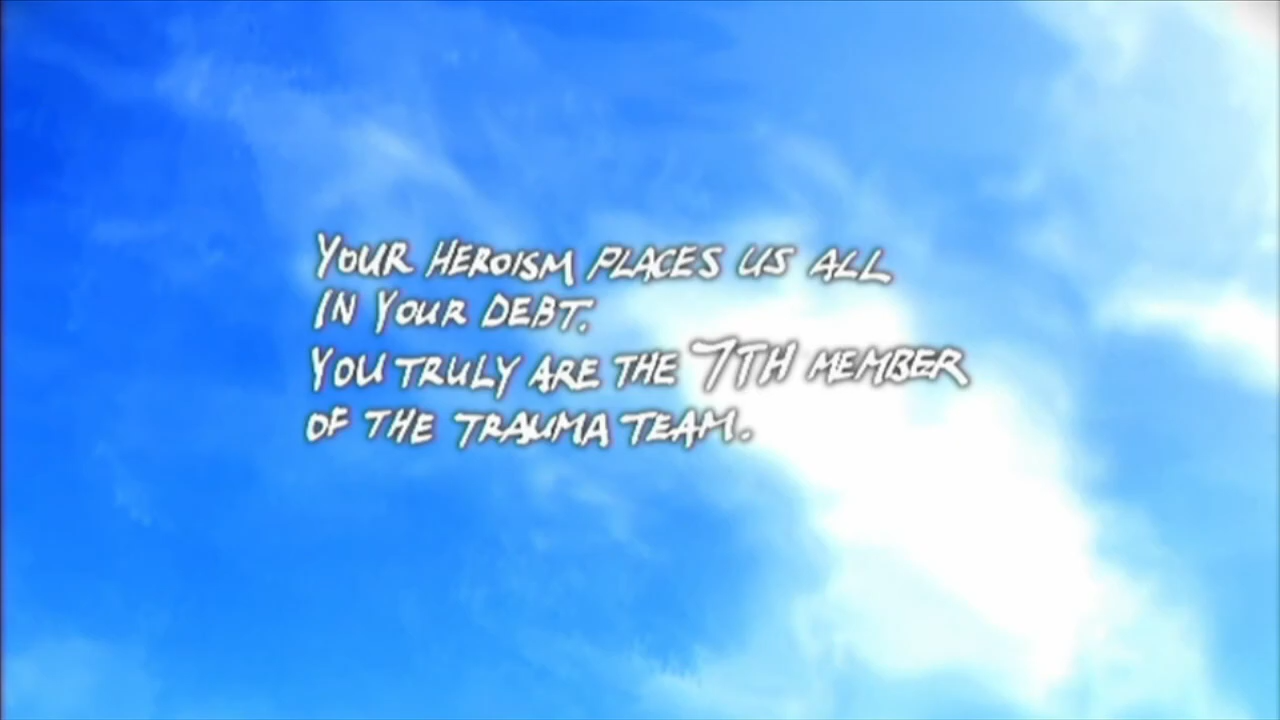 YOUR HEROISM PLACES US ALL
IN YOUR DEBT.
YOU TRULY ARE THE 7TH MEMBER
OF THE TRAUMA TEAM.